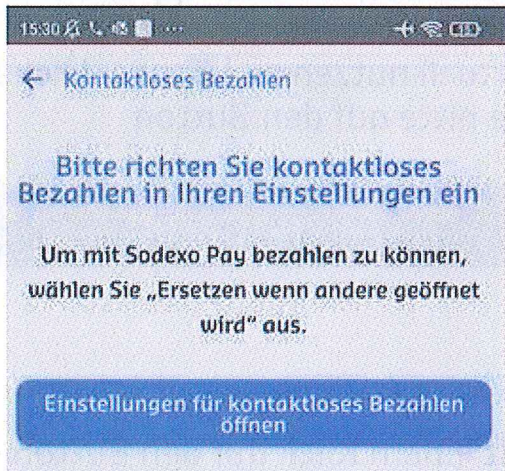 15:30
← Kontaktloses Bezahlen
Bitte richten Sie kontaktloses
Bezahlen in Ihren Einstellungen ein
Um mit Sodexo Pay bezahlen zu können,
wählen Sie „Ersetzen wenn andere geöffnet
wird“ aus.
Einstellungen für kontaktloses Bezahlen
öffnen